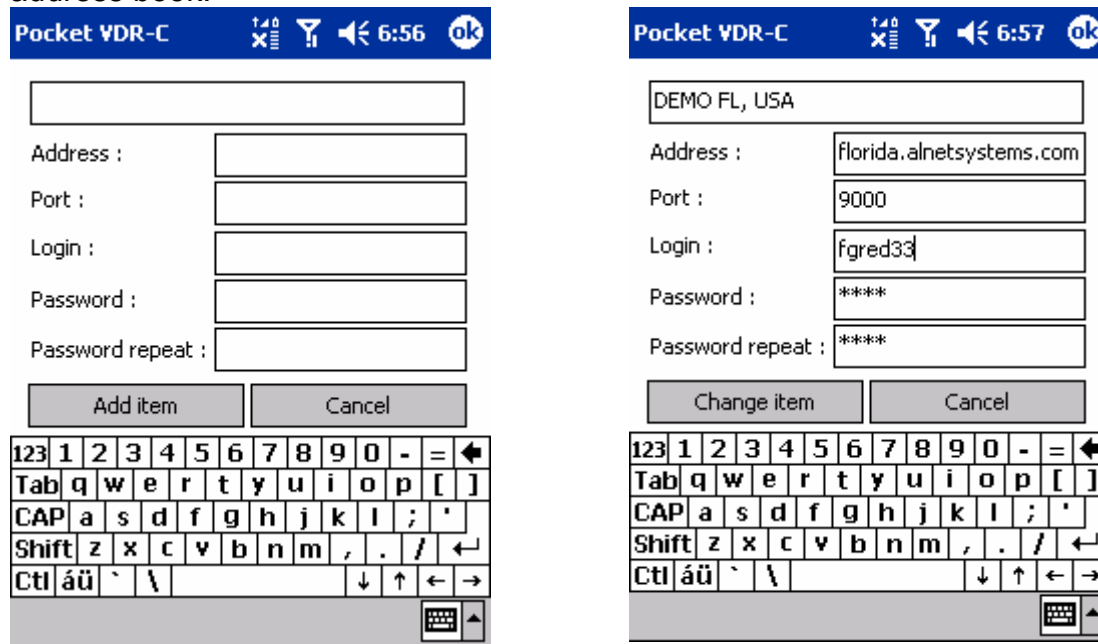 address book.
Pocket VDR-C 6:56 ok
Address :
Port :
Login :
Password :
Password repeat :
Add item Cancel
123 1 2 3 4 5 6 7 8 9 0 - =
Tab q w e r t y u i o p [ ]
CAP a s d f g h j k l ; '
Shift z x c v b n m , . /
Ctl áü ` \
Pocket VDR-C 6:57 ok
DEMO FL, USA
Address : florida.alnetsystems.com
Port : 9000
Login : fgred33
Password : ****
Password repeat : ****
Change item Cancel
123 1 2 3 4 5 6 7 8 9 0 - =
Tab q w e r t y u i o p [ ]
CAP a s d f g h j k l ; '
Shift z x c v b n m , . /
Ctl áü ` \